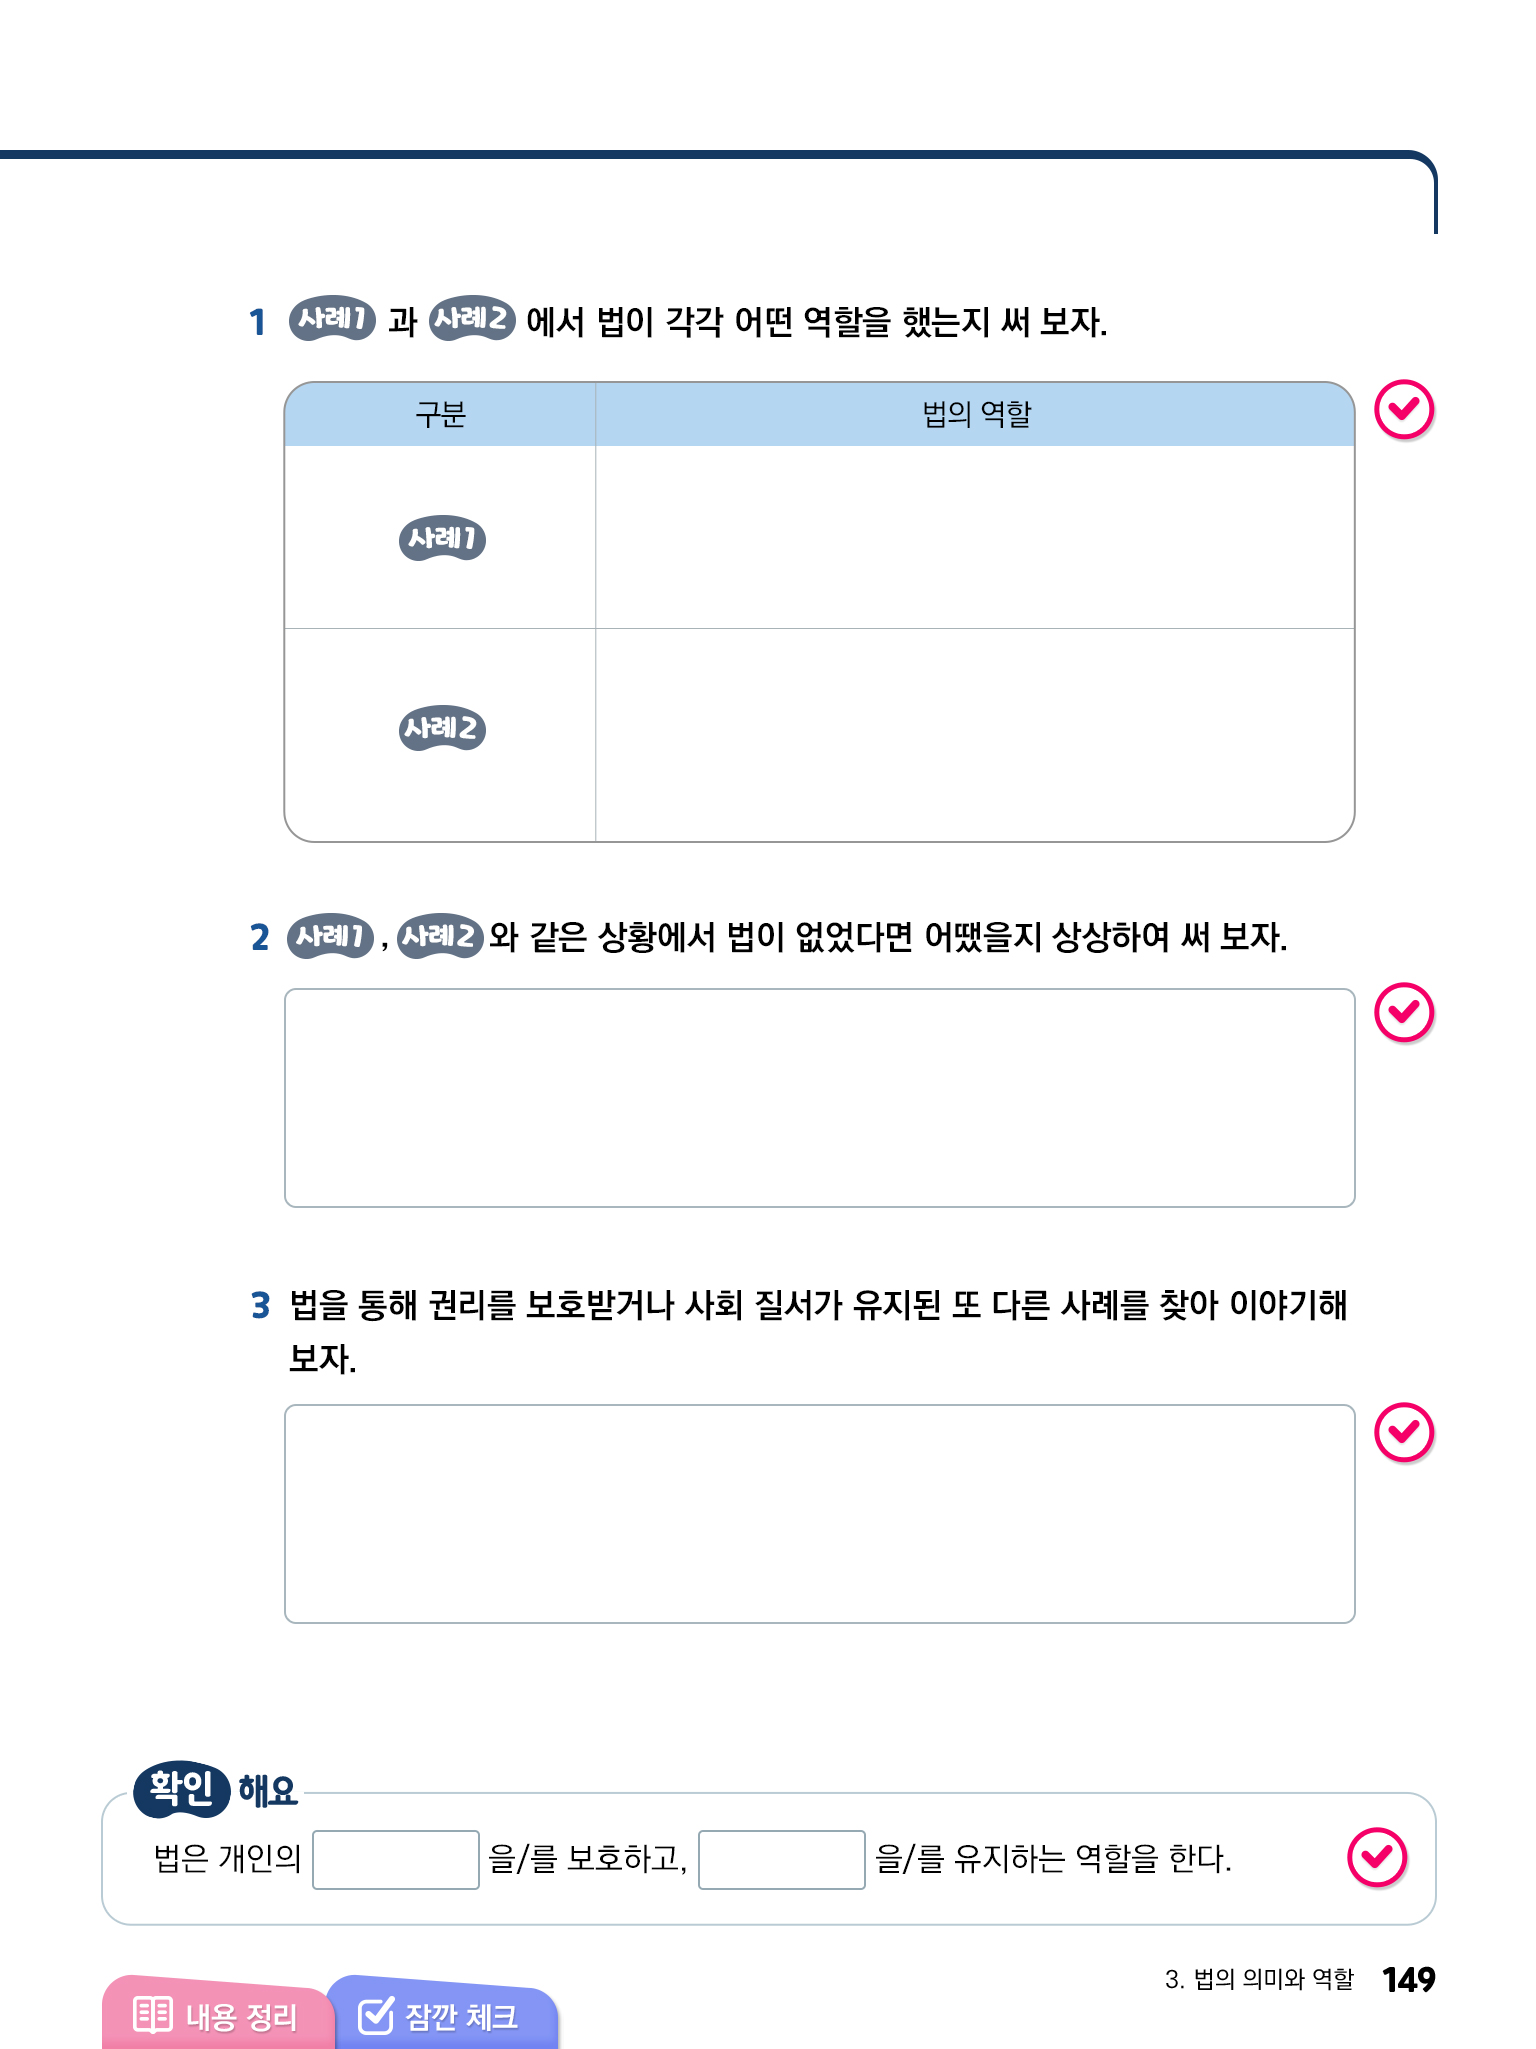 1 사례1 과 사례2 에서 법이 각각 어떤 역할을 했는지 써 보자.
구분 법의 역할
사례1
사례2
2 사례1 , 사례2 와 같은 상황에서 법이 없었다면 어땠을지 상상하여 써 보자.
3 법을 통해 권리를 보호받거나 사회 질서가 유지된 또 다른 사례를 찾아 이야기해
보자.
확인 해요
법은 개인의 을/를 보호하고, 을/를 유지하는 역할을 한다.
3. 법의 의미와 역할 149
내용 정리 잠깐 체크